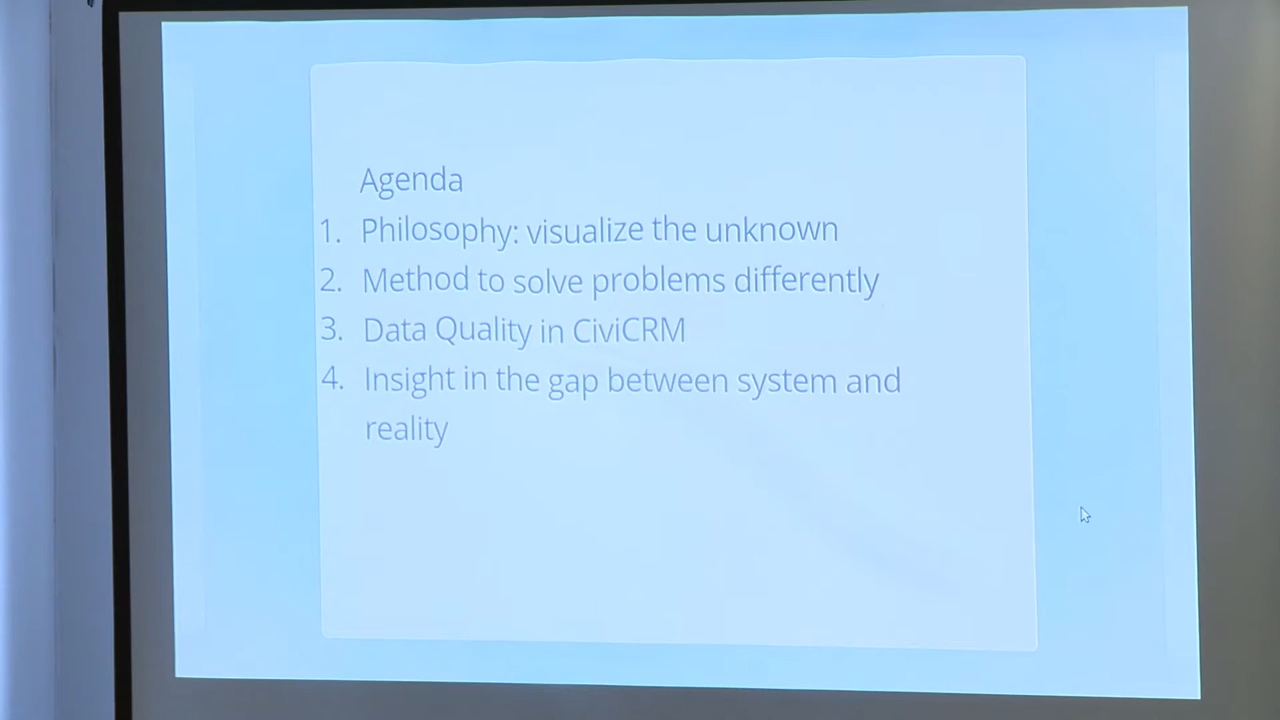 Agenda
1. Philosophy: visualize the unknown
2. Method to solve problems differently
3. Data Quality in CiviCRM
4. Insight in the gap between system and
reality